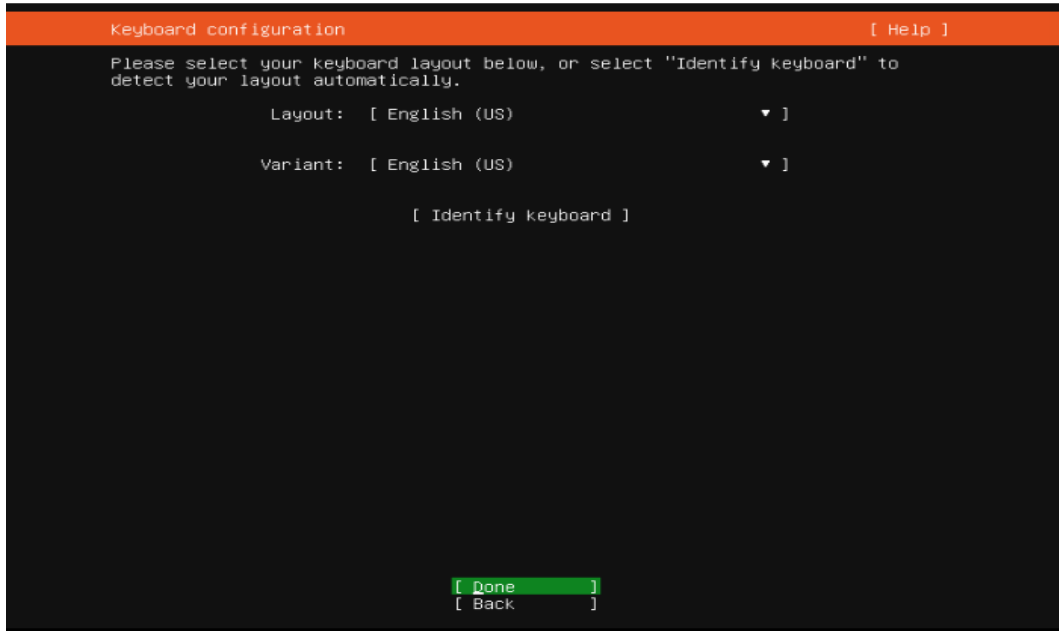 Keyboard configuration [ Help ]
Please select your keyboard layout below, or select "Identify keyboard" to
detect your layout automatically.
Layout: [ English (US) ▾ ]
Variant: [ English (US) ▾ ]
[ Identify keyboard ]
[ Done ]
[ Back ]